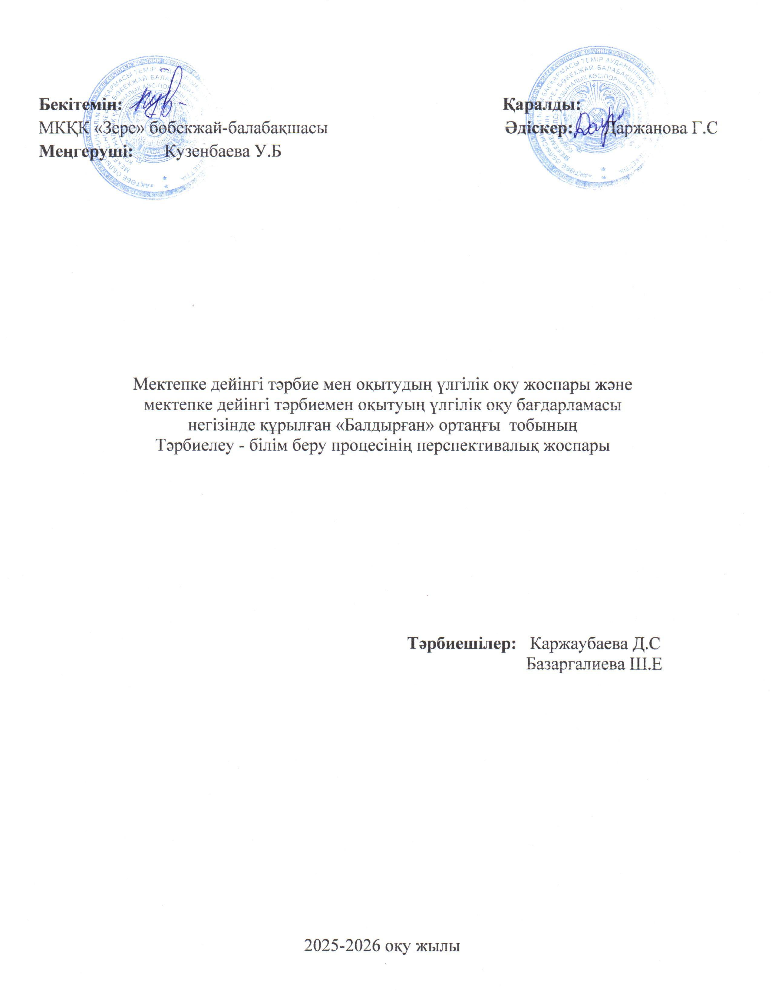 Бекітемін:
Қаралды:
МКҚК «Зере» бөбекжай-балабақшасы
Әдіскер: Даржанова Г.С
Меңгеруші: Кузенбаева У.Б
Мектепке дейінгі тәрбие мен оқытудың үлгілік оқу жоспары және
мектепке дейінгі тәрбиемен оқытуың үлгілік оқу бағдарламасы
негізінде құрылған «Балдырған» ортаңғы тобының
Тәрбиелеу - білім беру процесінің перспективалық жоспары
Тәрбиешілер: Каржаубаева Д.С
Базаргалиева Ш.Е
2025-2026 оқу жылы